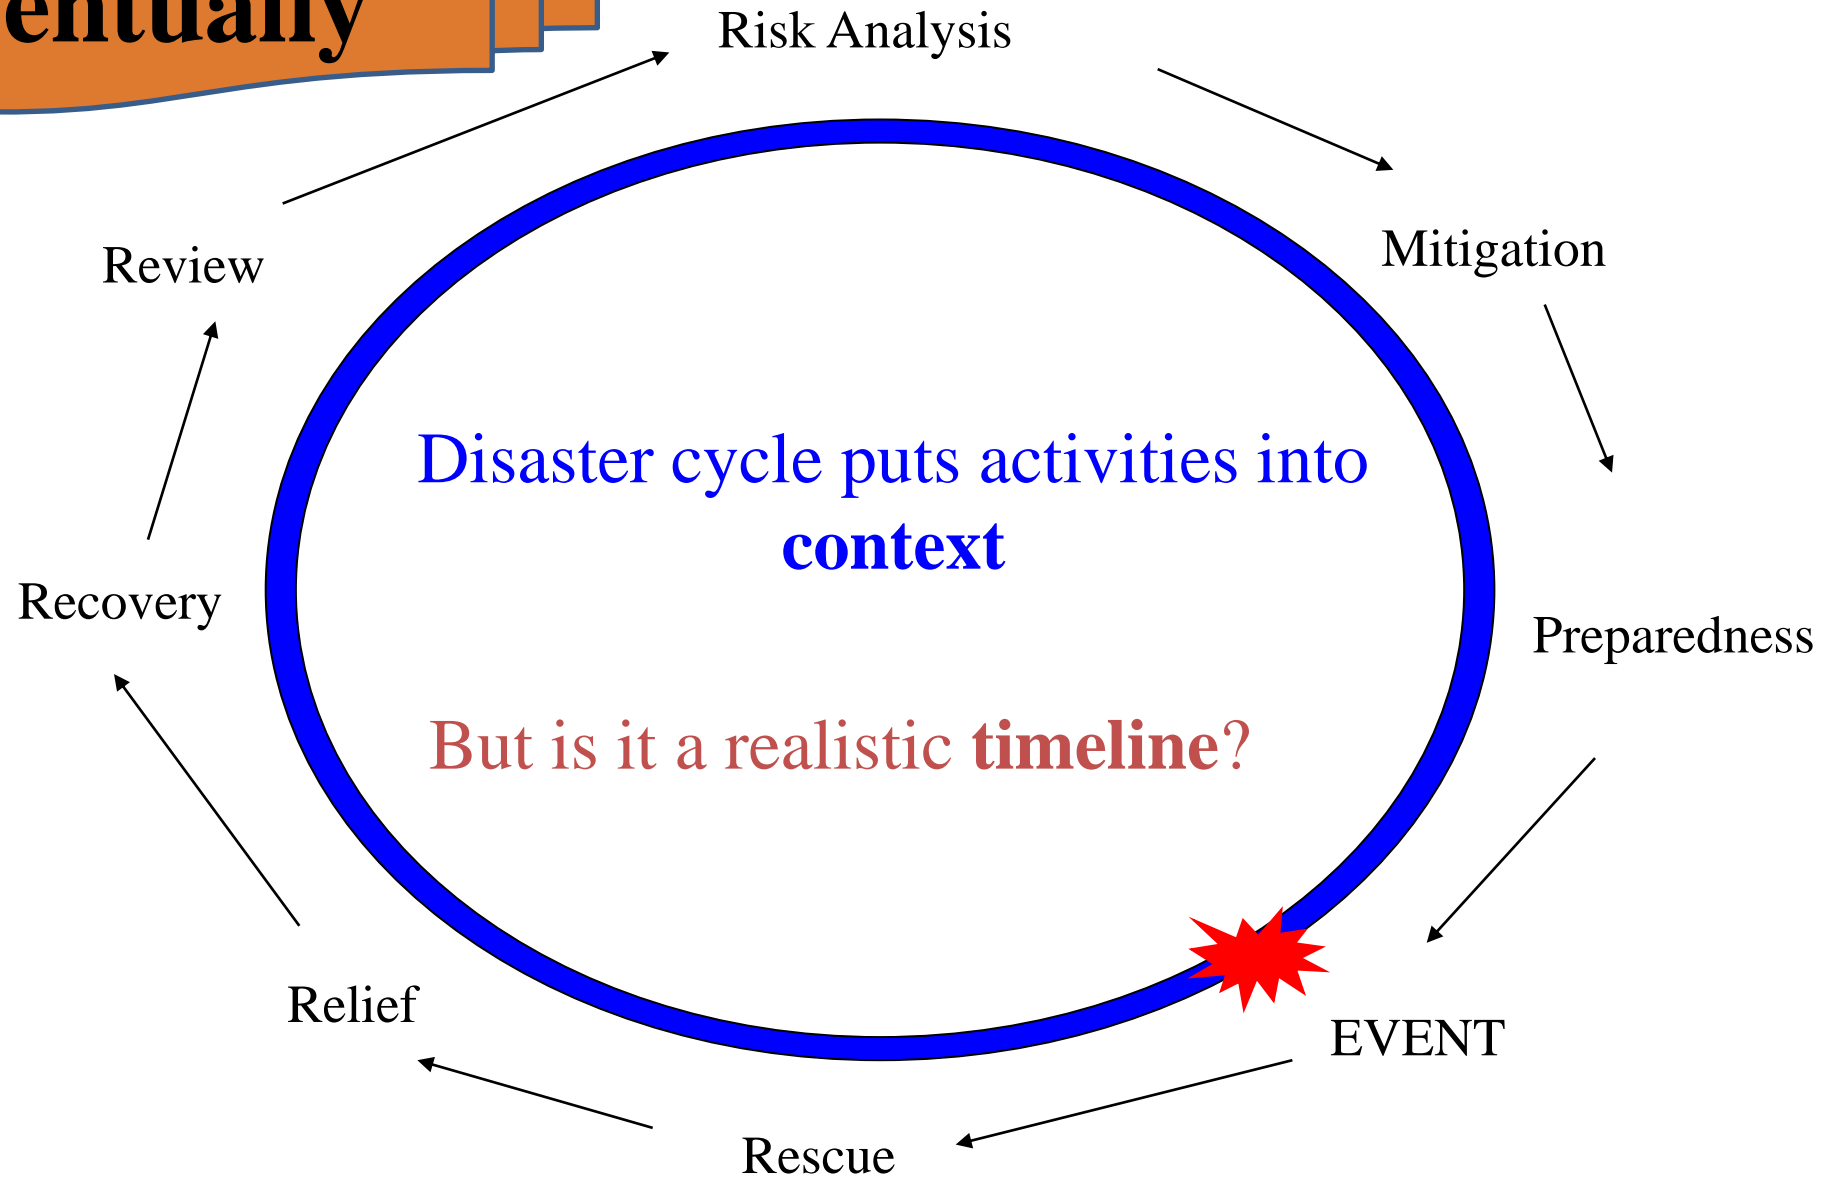 entually
Risk Analysis
Review
Mitigation
Disaster cycle puts activities into
context
Recovery
Preparedness
But is it a realistic timeline?
Relief
EVENT
Rescue